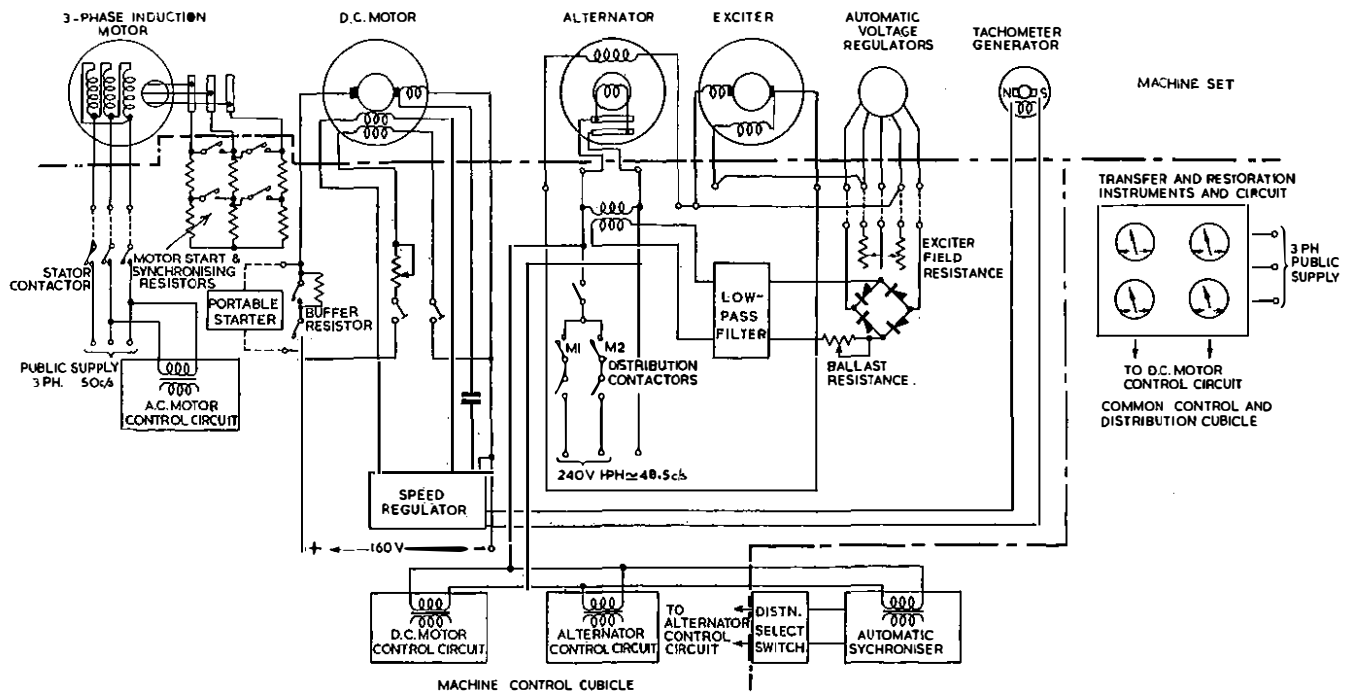 3-PHASE INDUCTION
MOTOR
D.C. MOTOR
ALTERNATOR
EXCITER
AUTOMATIC
VOLTAGE
REGULATORS
TACHOMETER
GENERATOR
N
S
MACHINE SET
TRANSFER AND RESTORATION
INSTRUMENTS AND CIRCUIT
3 PH
PUBLIC
SUPPLY
TO D.C. MOTOR
CONTROL CIRCUIT
COMMON CONTROL AND
DISTRIBUTION CUBICLE
MOTOR START &
SYNCHRONISING
RESISTORS
STATOR
CONTACTOR
PORTABLE
STARTER
BUFFER
RESISTOR
EXCITER
FIELD
RESISTANCE
LOW-
PASS
FILTER
BALLAST
RESISTANCE.
M1
M2
DISTRIBUTION
CONTACTORS
PUBLIC SUPPLY
3 PH. 50c/s
A.C. MOTOR
CONTROL CIRCUIT
240V 1PH≃48.5c/s
SPEED
REGULATOR
+ 160V -
D.C. MOTOR
CONTROL CIRCUIT
ALTERNATOR
CONTROL CIRCUIT
TO
ALTERNATOR
CONTROL
CIRCUIT
DISTN.
SELECT
SWITCH
AUTOMATIC
SYCHRONISER
MACHINE CONTROL CUBICLE